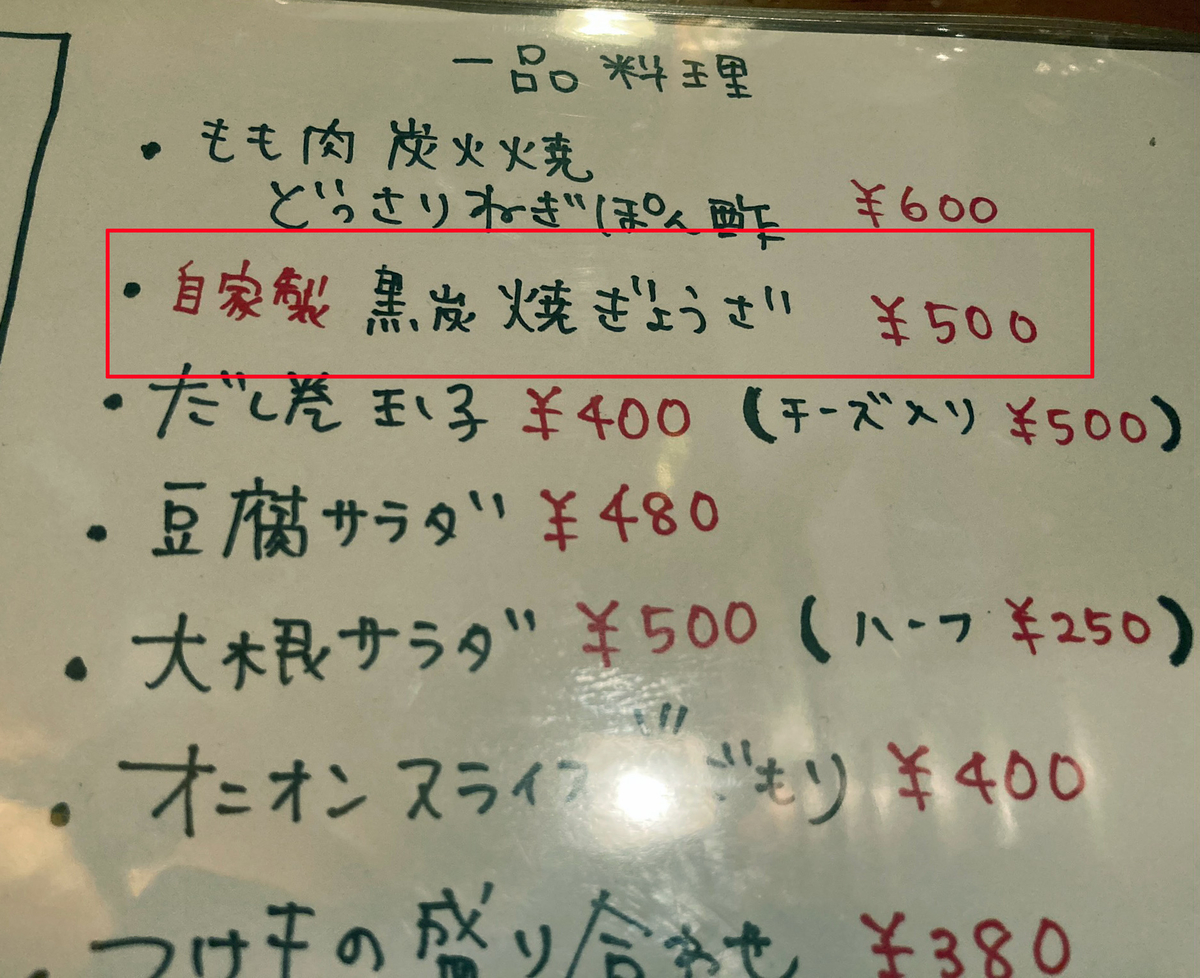 一品料理
・もも肉 炭火焼
どっさりねぎぽん酢 ¥600
・自家製 黒炭焼ぎょうざ ¥500
・だし巻玉子 ¥400 (チーズ入り ¥500)
・豆腐サラダ ¥480
・大根サラダ ¥500 (ハーフ ¥250)
・オニオンスライス もり ¥400
つけもの盛り合わせ ¥380